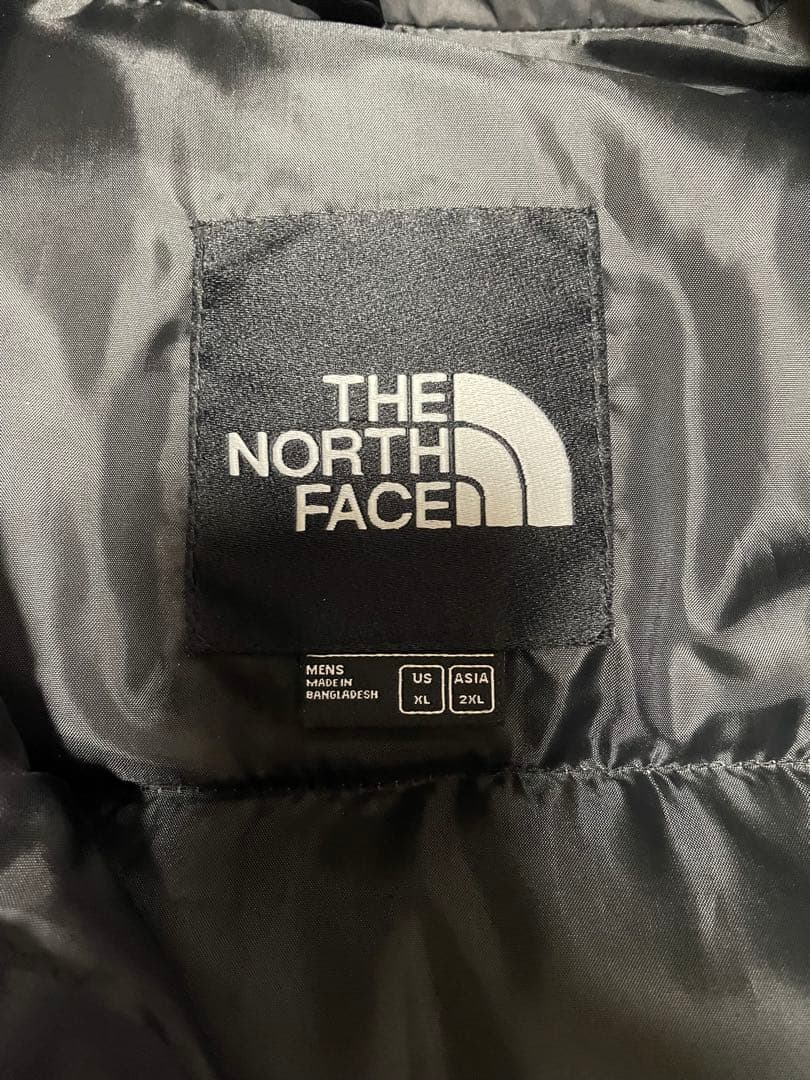 THE
NORTH
FACE
MENS
MADE IN
BANGLADESH
US
XL
ASIA
2XL